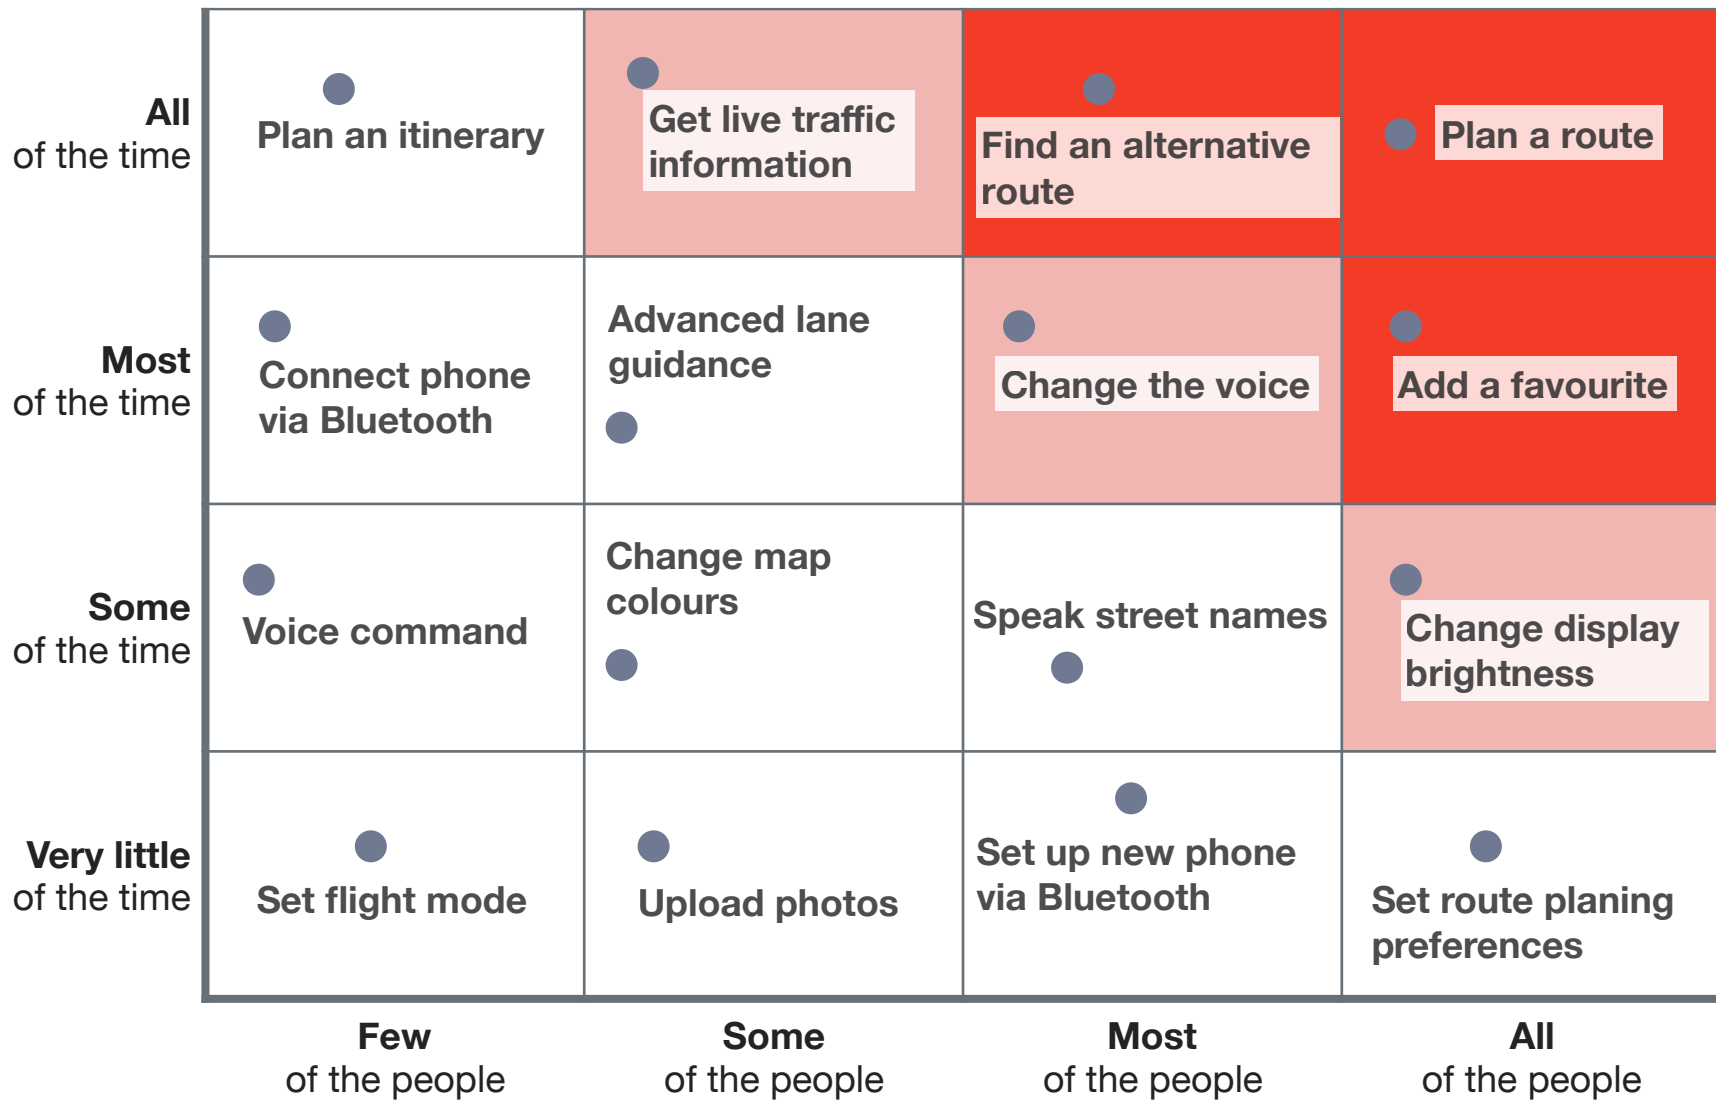 All
of the time
Plan an itinerary
Get live traffic
information
Find an alternative
route
Plan a route
Most
of the time
Connect phone
via Bluetooth
Advanced lane
guidance
Change the voice
Add a favourite
Some
of the time
Voice command
Change map
colours
Speak street names
Change display
brightness
Very little
of the time
Set flight mode
Upload photos
Set up new phone
via Bluetooth
Set route planing
preferences
Few
of the people
Some
of the people
Most
of the people
All
of the people